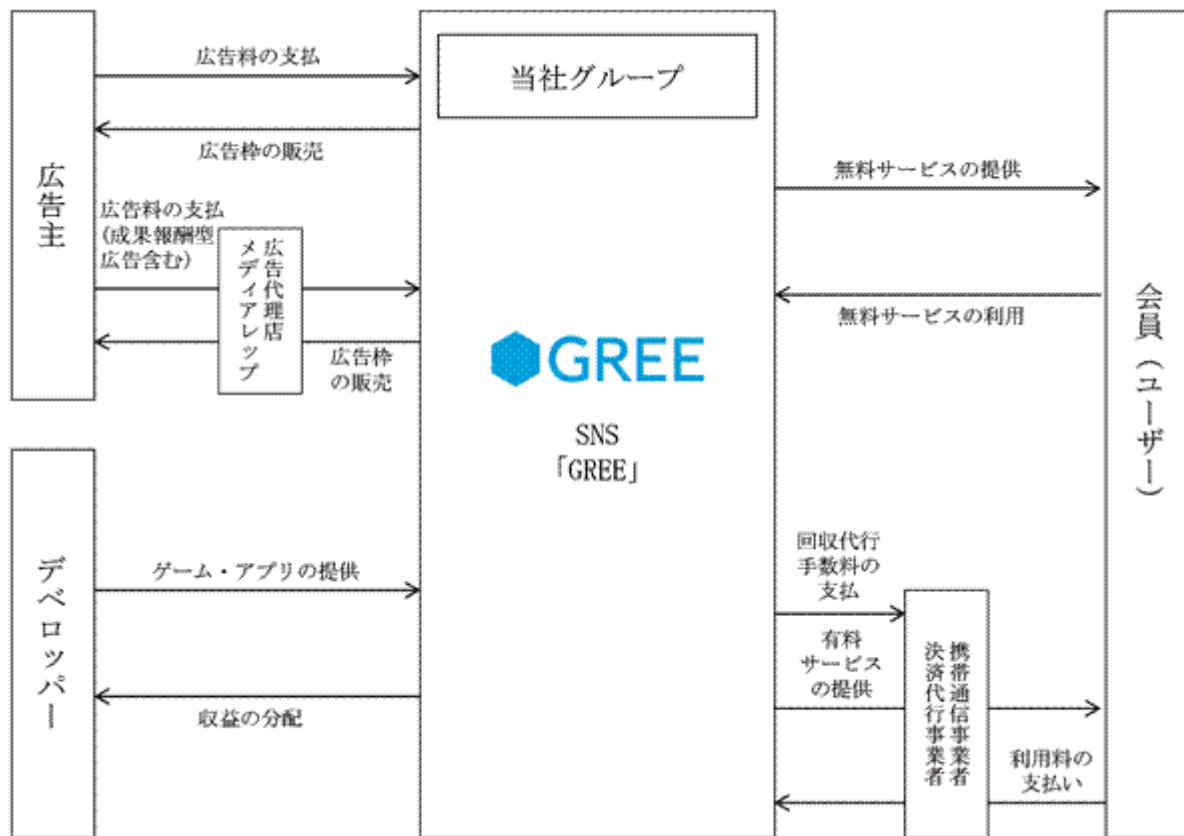 広告主
広告料の支払
広告枠の販売
広告料の支払
(成果報酬型
広告含む)
広告代理店
メディアレップ
広告枠
の販売
デベロッパー
ゲーム・アプリの提供
収益の分配
当社グループ
GREE
SNS
「GREE」
無料サービスの提供
無料サービスの利用
回収代行
手数料の
支払
有料
サービス
の提供
携帯通信事業者
決済代行事業者
利用料の
支払い
会員（ユーザー）